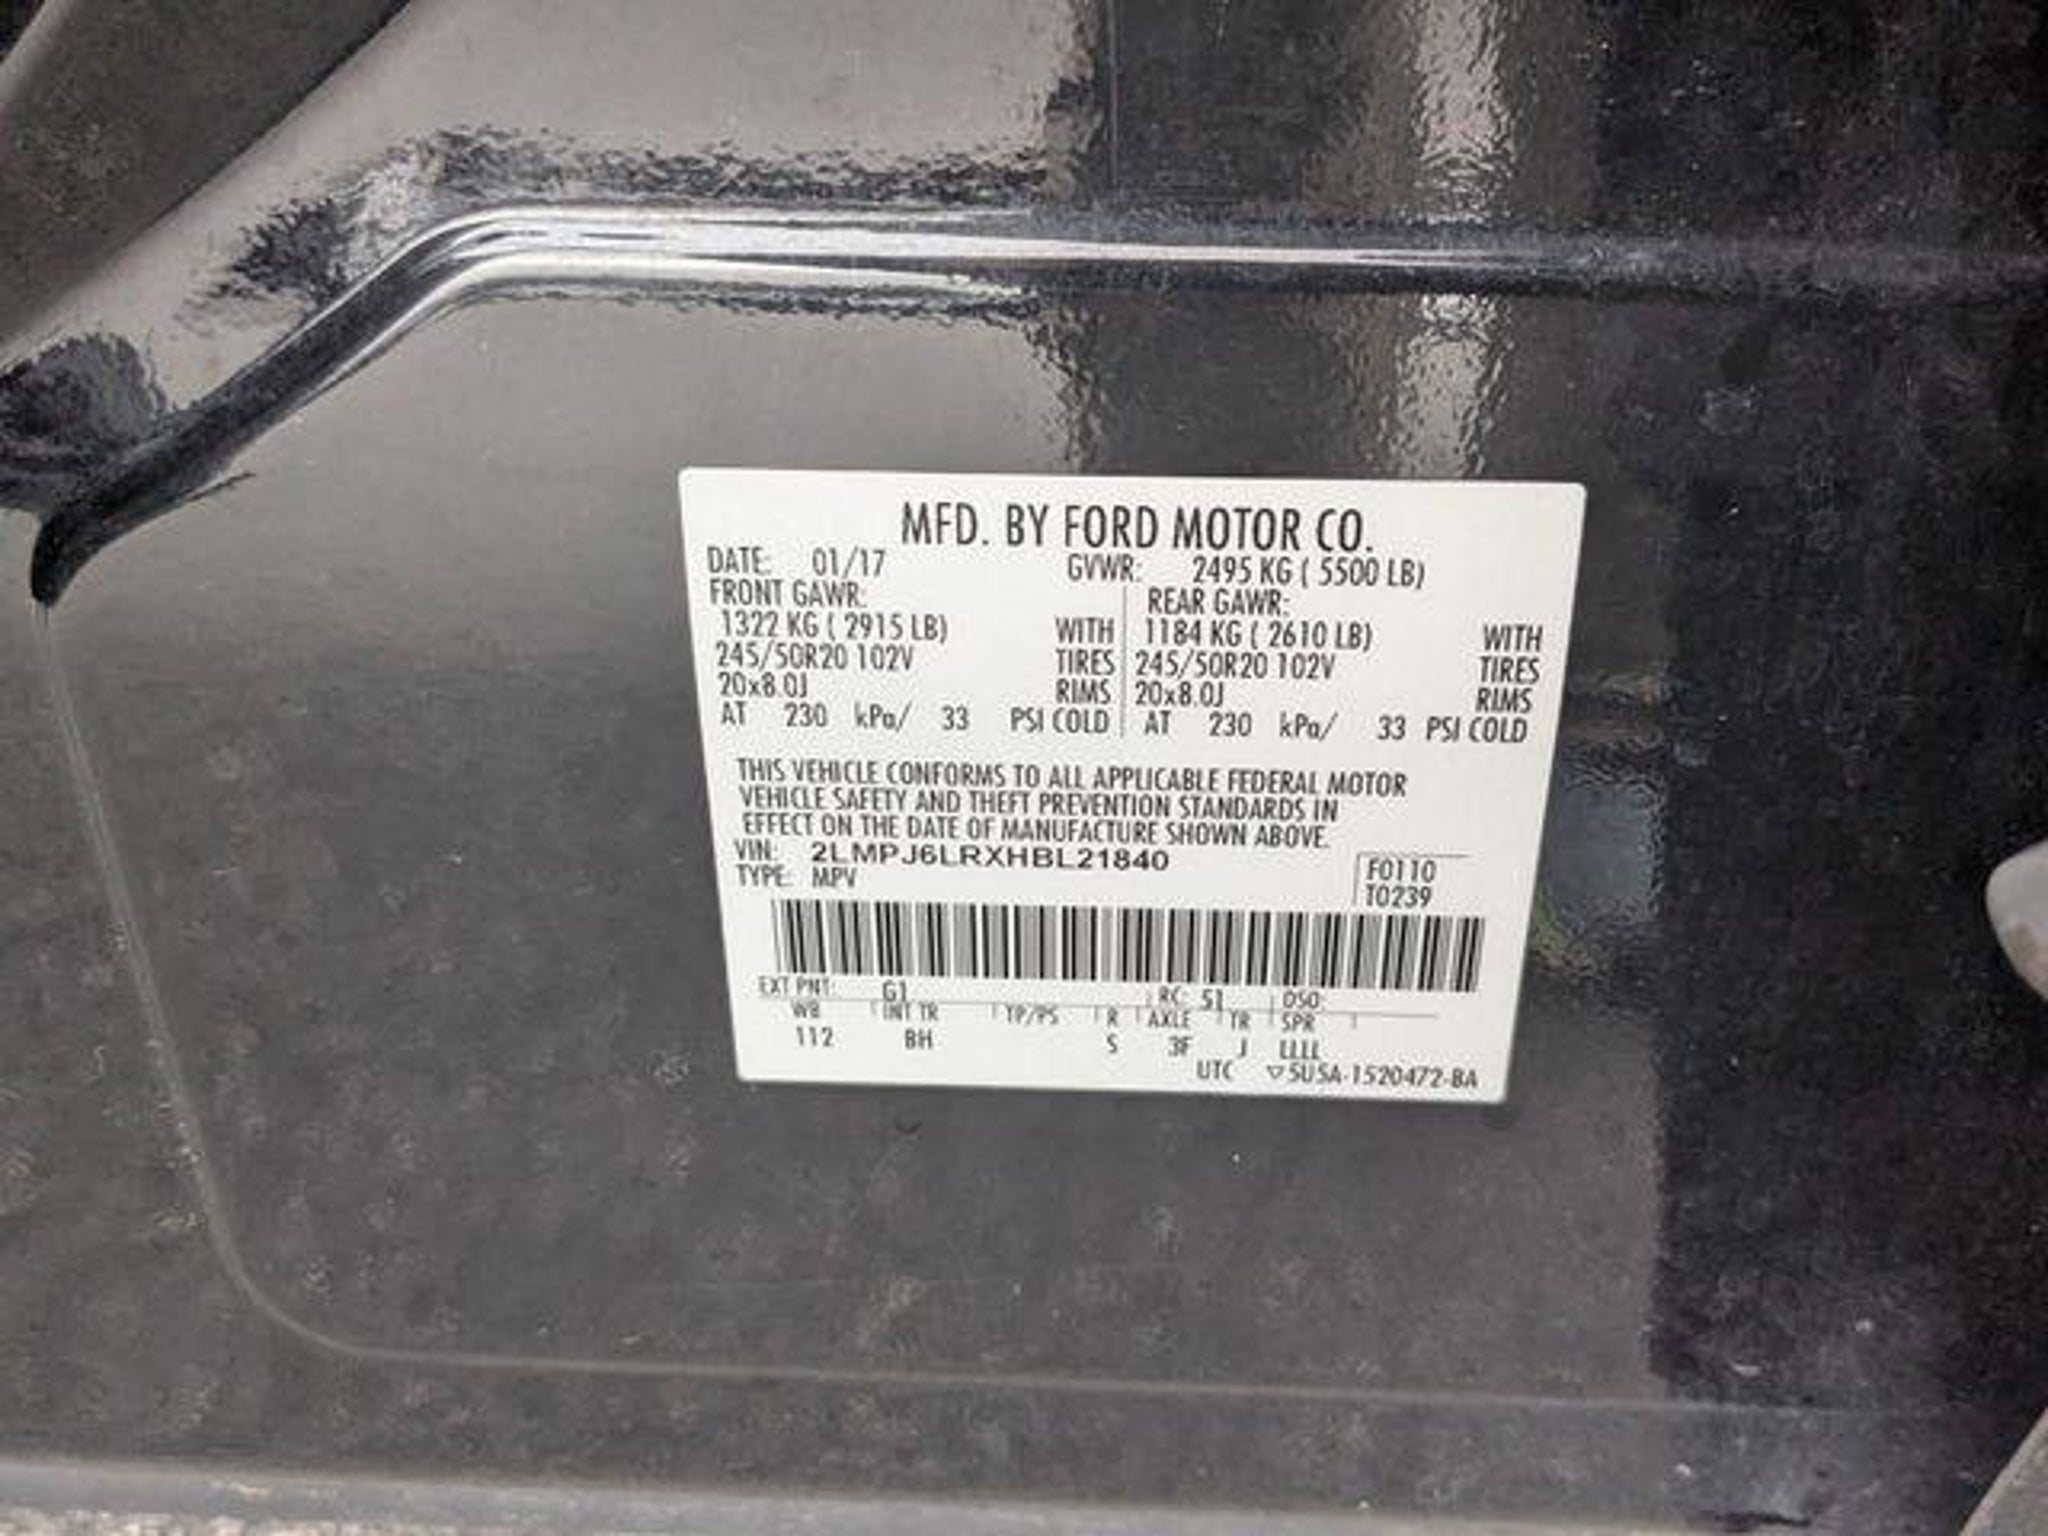 MFD. BY FORD MOTOR CO.
DATE: 01/17 GVWR: 2495 KG ( 5500 LB)
FRONT GAWR: REAR GAWR:
1322 KG ( 2915 LB) WITH 1184 KG ( 2610 LB) WITH
245/50R20 102V TIRES 245/50R20 102V TIRES
20x8.0J RIMS 20x8.0J RIMS
AT 230 kPa/ 33 PSI COLD AT 230 kPa/ 33 PSI COLD
THIS VEHICLE CONFORMS TO ALL APPLICABLE FEDERAL MOTOR
VEHICLE SAFETY AND THEFT PREVENTION STANDARDS IN
EFFECT ON THE DATE OF MANUFACTURE SHOWN ABOVE.
VIN: 2LMPJ6LRXHBL21840 F0110
TYPE: MPV T0239
EXT PNT: G1 RC: 51 DSO:
WB INT TR TP/PS R AXLE TR SPR
112 BH S 3F J LLLL
UTC ▽5U5A-1520472-BA